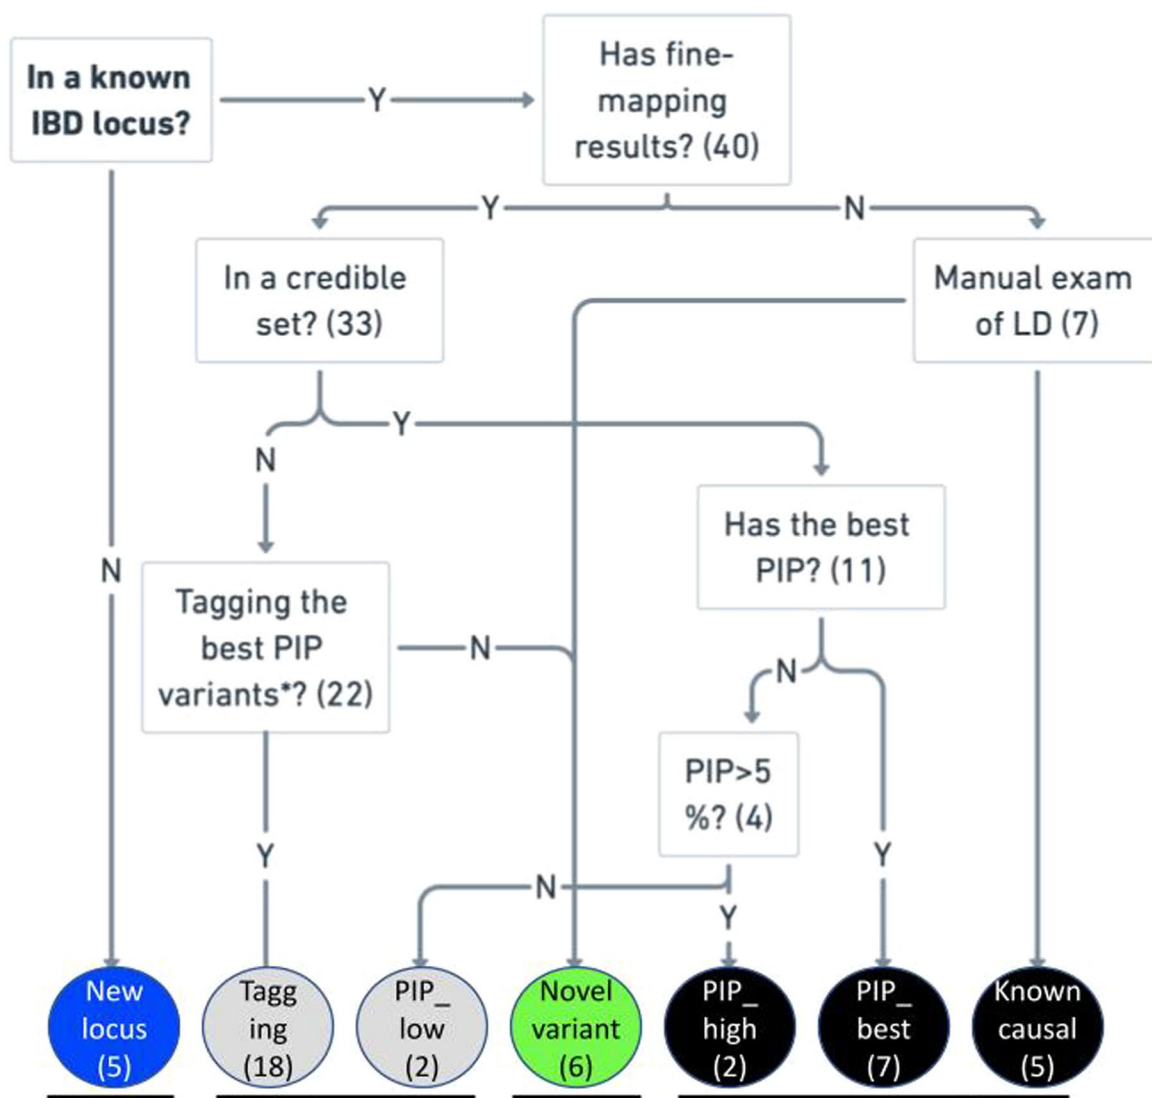 In a known
IBD locus?
Y
Has fine-
mapping
results? (40)
Y
N
In a credible
set? (33)
Manual exam
of LD (7)
N
Y
N
Tagging the
best PIP
variants*? (22)
N
Has the best
PIP? (11)
N
PIP>5
%? (4)
Y
Y
N
Y
New
locus
(5)
Tagg
ing
(18)
PIP_
low
(2)
Novel
variant
(6)
PIP_
high
(2)
PIP_
best
(7)
Known
causal
(5)